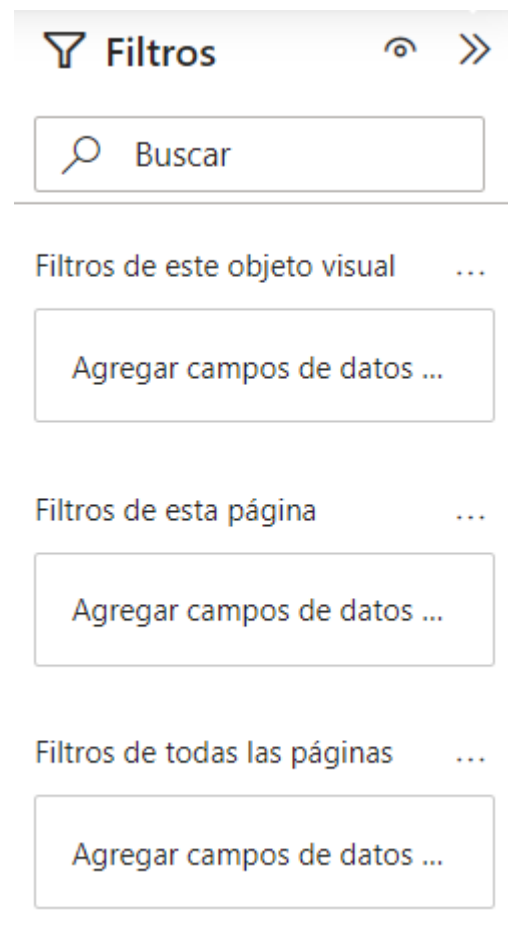 Filtros
Buscar
Filtros de este objeto visual ...
Agregar campos de datos ...
Filtros de esta página ...
Agregar campos de datos ...
Filtros de todas las páginas ...
Agregar campos de datos ...